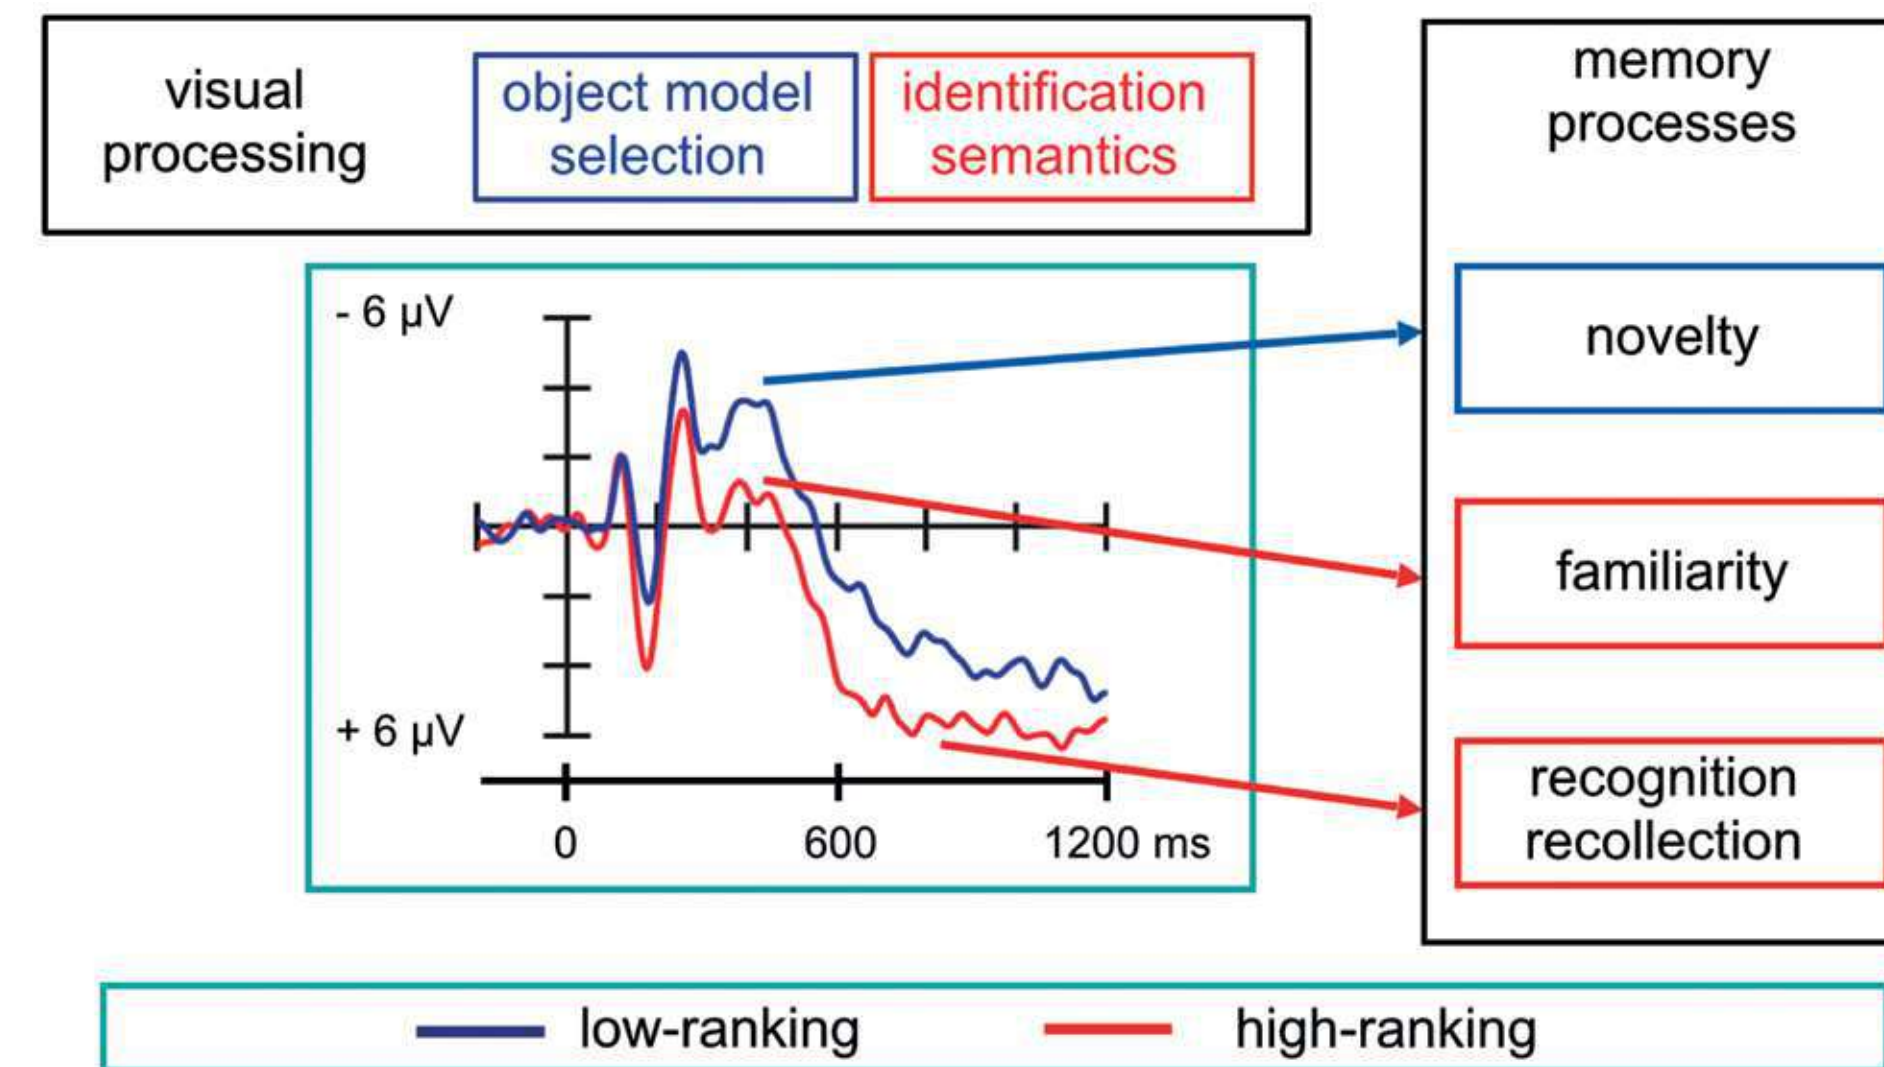 visual
processing
object model
selection
identification
semantics
memory
processes
- 6 µV
+ 6 µV
0 600 1200 ms
novelty
familiarity
recognition
recollection
low-ranking high-ranking